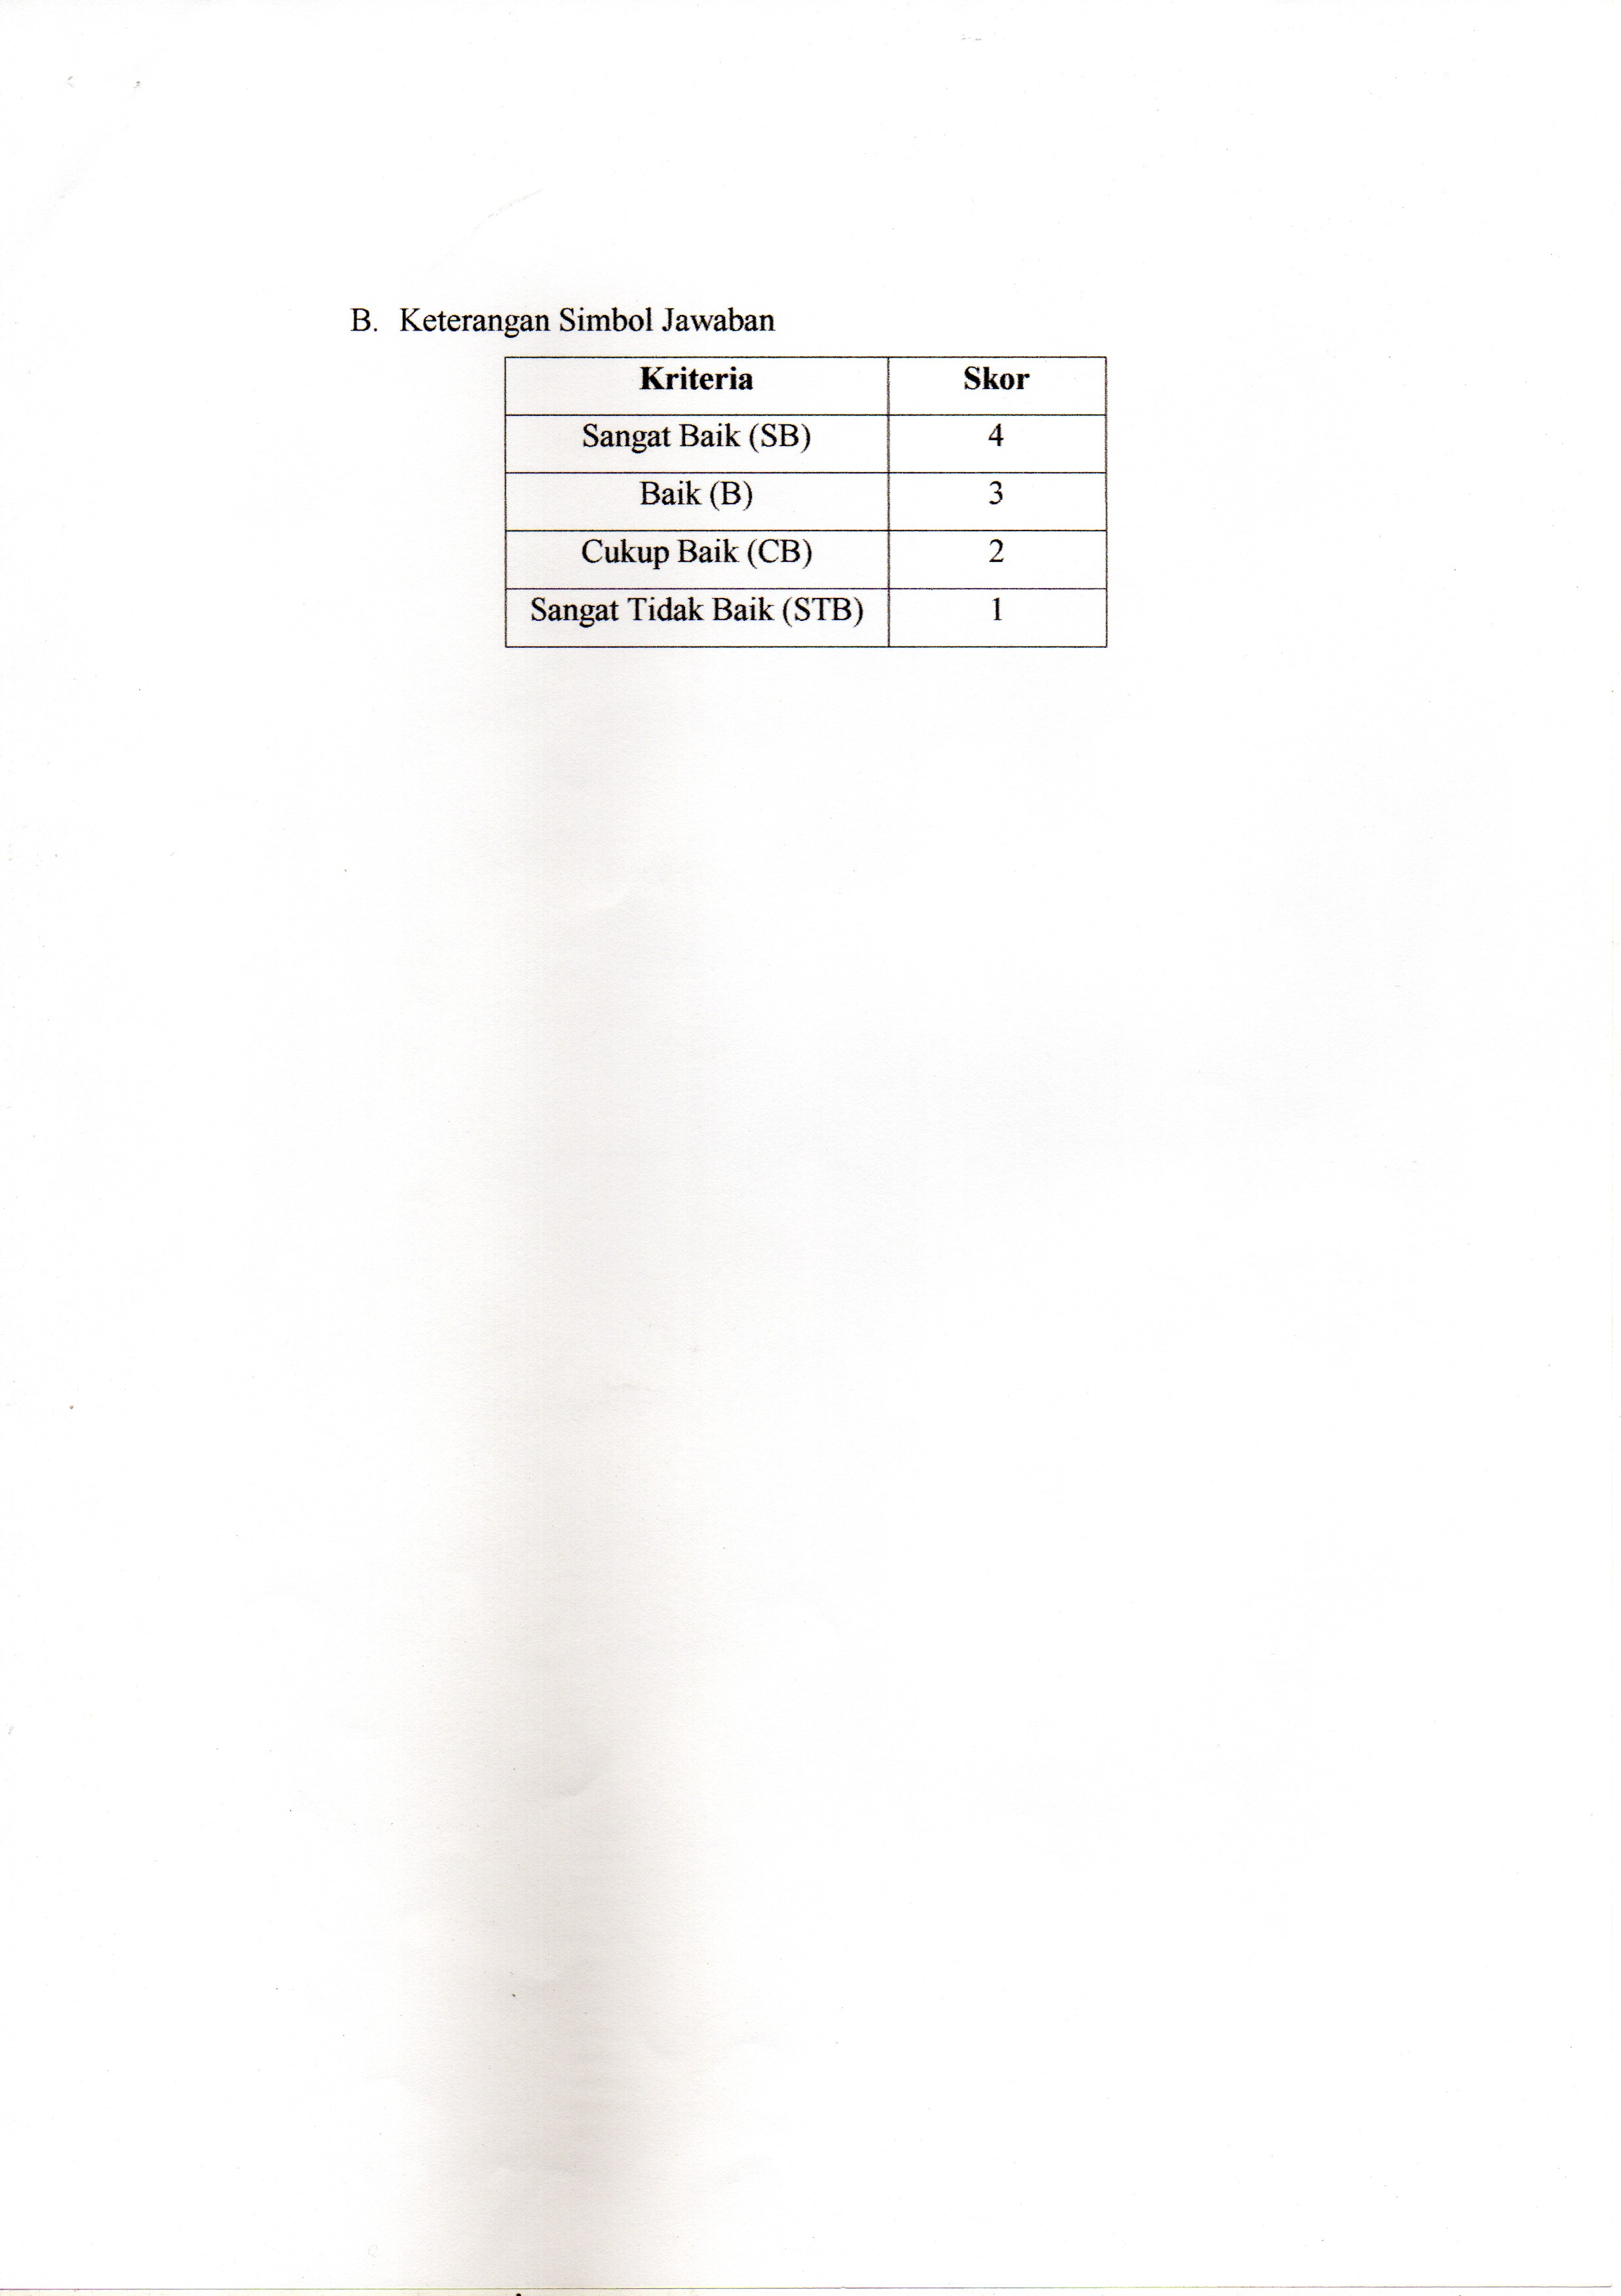 B. Keterangan Simbol Jawaban
Kriteria Skor
Sangat Baik (SB) 4
Baik (B) 3
Cukup Baik (CB) 2
Sangat Tidak Baik (STB) 1